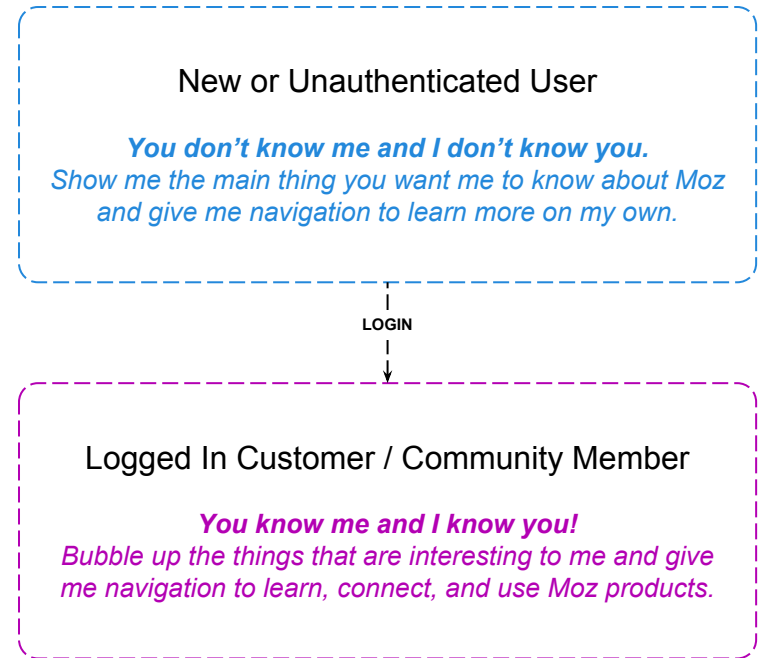 New or Unauthenticated User
You don’t know me and I don’t know you.
Show me the main thing you want me to know about Moz
and give me navigation to learn more on my own.
LOGIN
Logged In Customer / Community Member
You know me and I know you!
Bubble up the things that are interesting to me and give
me navigation to learn, connect, and use Moz products.